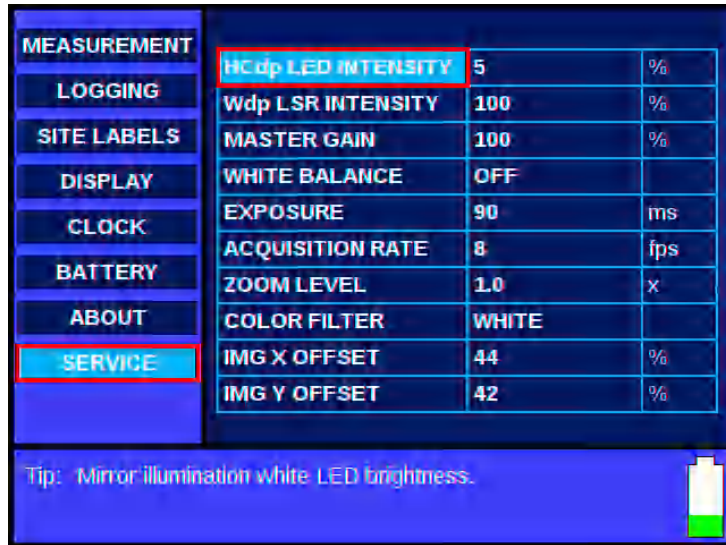 MEASUREMENT
LOGGING
SITE LABELS
DISPLAY
CLOCK
BATTERY
ABOUT
SERVICE
HCdp LED INTENSITY 5 %
Wdp LSR INTENSITY 100 %
MASTER GAIN 100 %
WHITE BALANCE OFF
EXPOSURE 90 ms
ACQUISITION RATE 8 fps
ZOOM LEVEL 1.0 x
COLOR FILTER WHITE
IMG X OFFSET 44 %
IMG Y OFFSET 42 %
Tip: Mirror illumination white LED brightness.